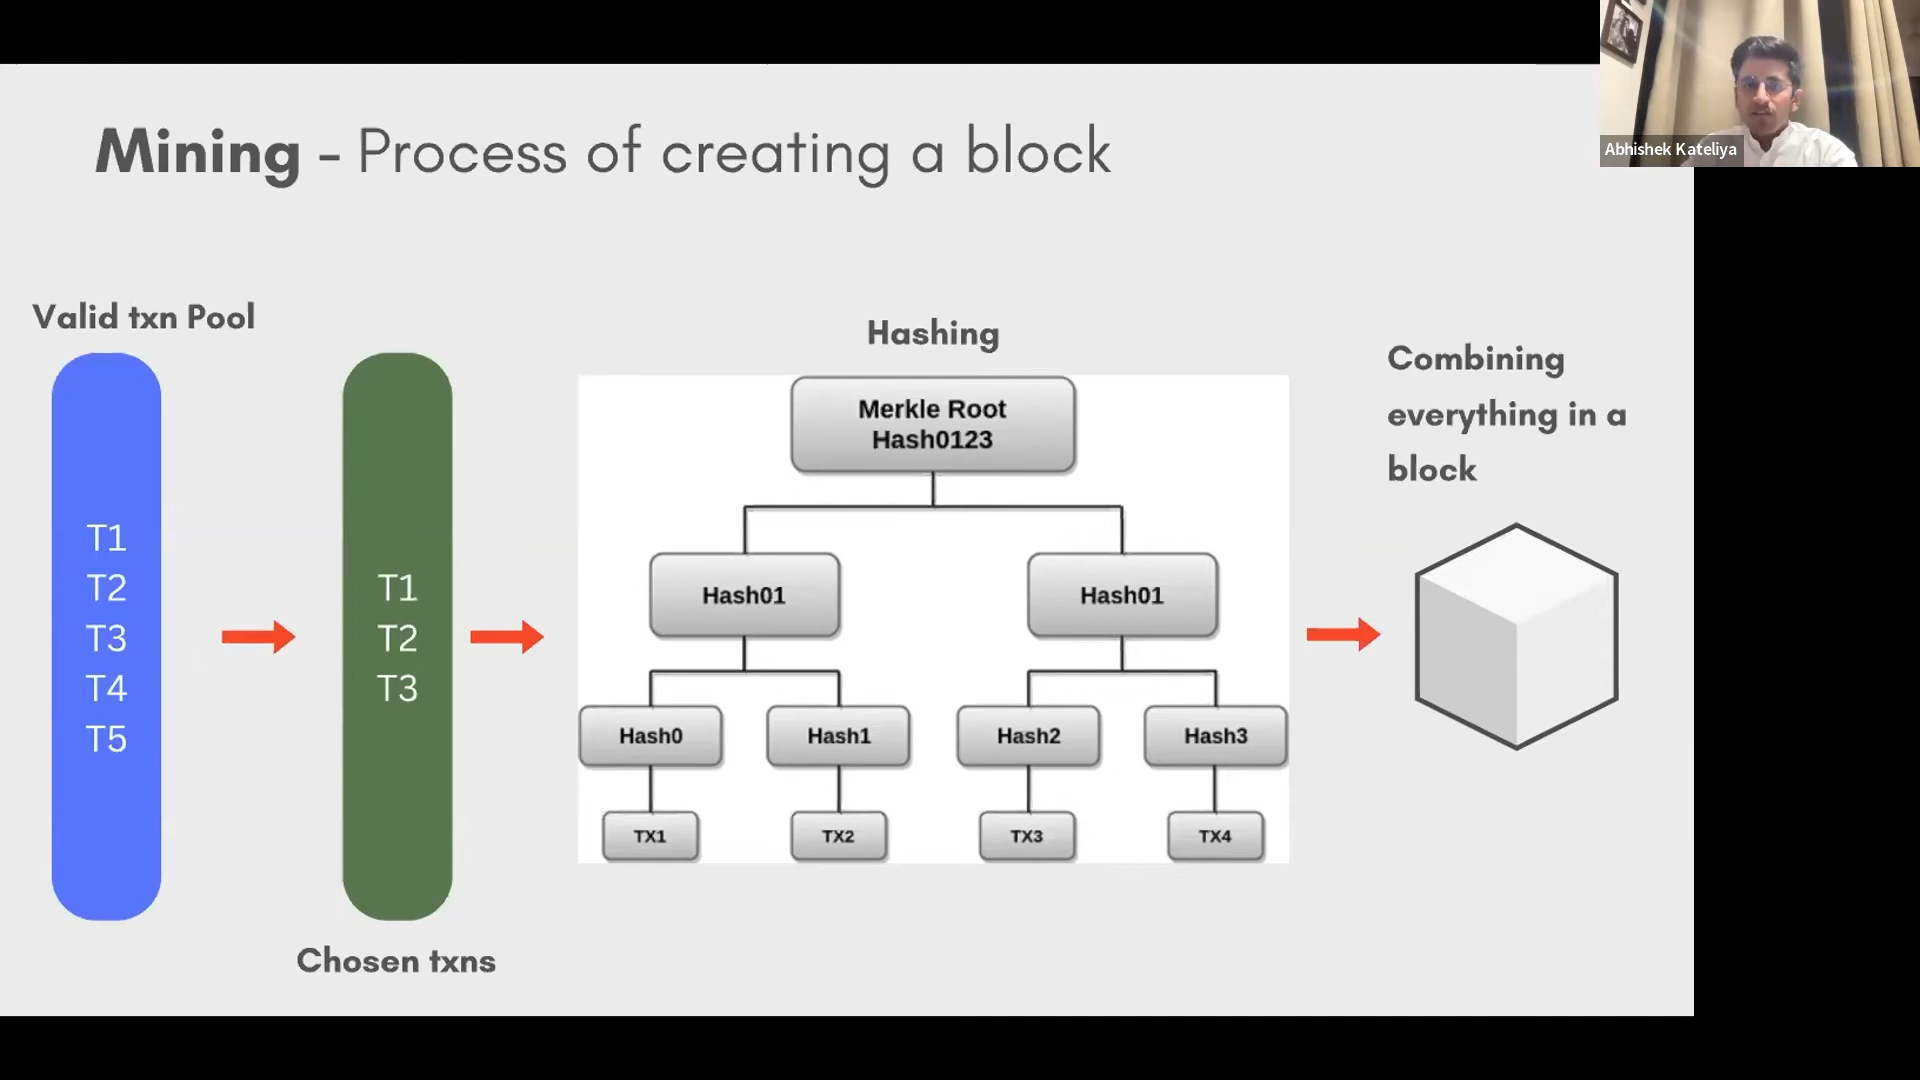 Abhishek Kateliya
Mining - Process of creating a block
Valid txn Pool
T1
T2
T3
T4
T5
T1
T2
T3
Chosen txns
Hashing
Merkle Root
Hash0123
Hash01
Hash01
Hash0
Hash1
Hash2
Hash3
TX1
TX2
TX3
TX4
Combining
everything in a
block